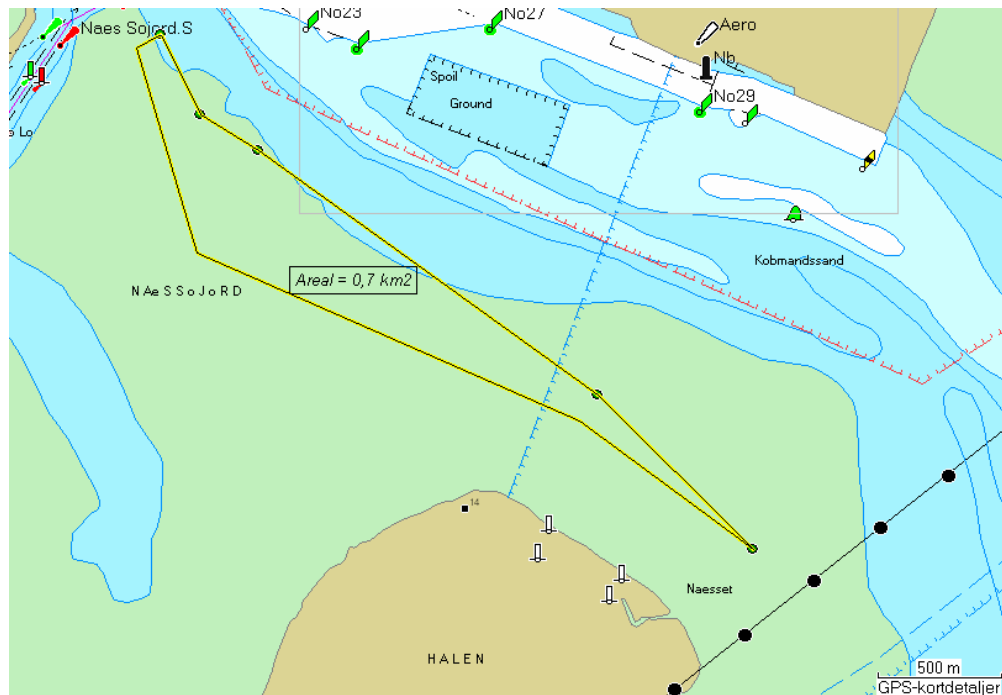 No23
No27
Naes Sojord.S
Aero
Nb
Spoil
Ground
No29
o Lo
Kobmandssand
Areal = 0,7 km2
NAeSSoJoRD
14
Naesset
HALEN
500 m
GPS-kortdetaljer